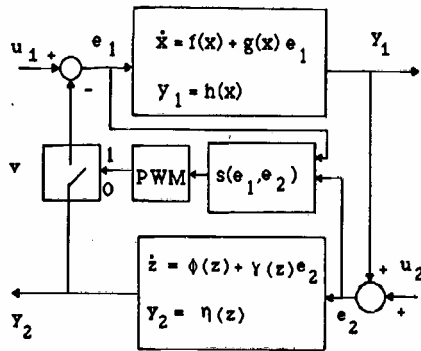 u₁ + e₁ ẋ = f(x) + g(x) e₁ Y₁
y₁ = h(x)
-
v 1 PWM s(e₁,e₂)
0
ż = ϕ(z) + γ(z) e₂ + u₂
Y₂ Y₂ = η(z) e₂ +